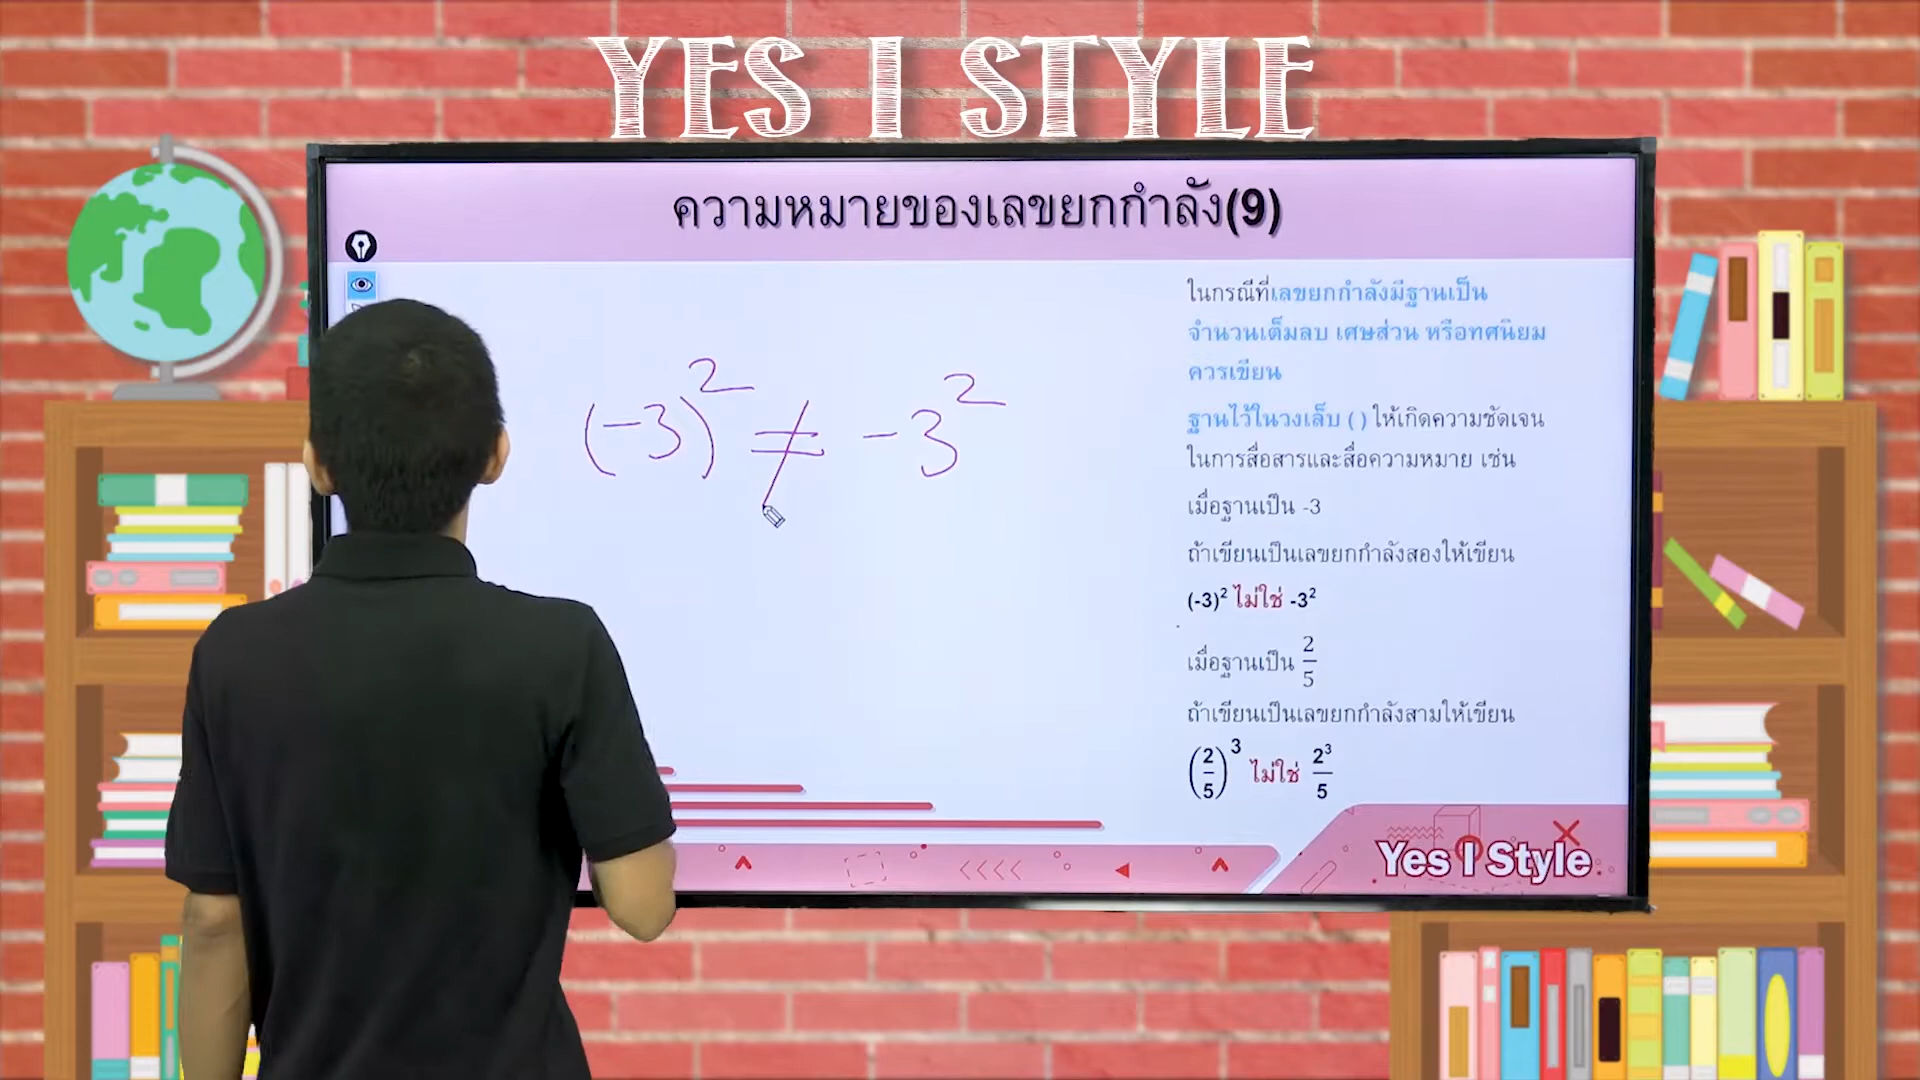 YES I STYLE
ความหมายของเลขยกกำลัง(9)
(-3)² ≠ -3²
ในกรณีที่เลขยกกำลังมีฐานเป็น
จำนวนเต็มลบ เศษส่วน หรือทศนิยม
ควรเขียน
ฐานไว้ในวงเล็บ ( ) ให้เกิดความชัดเจน
ในการสื่อสารและสื่อความหมาย เช่น
เมื่อฐานเป็น -3
ถ้าเขียนเป็นเลขยกกำลังสองให้เขียน
(-3)² ไม่ใช่ -3²
เมื่อฐานเป็น 2/5
ถ้าเขียนเป็นเลขยกกำลังสามให้เขียน
(2/5)³ ไม่ใช่ 2³/5
Yes I Style